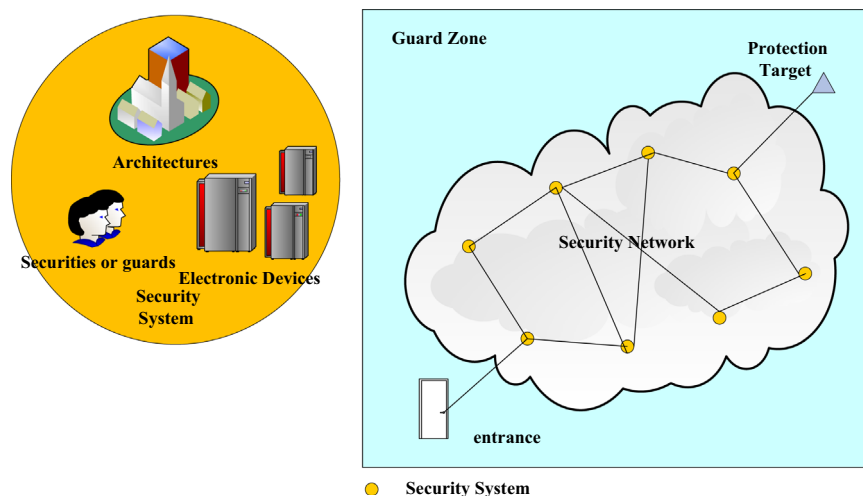 Architectures
Securities or guards
Electronic Devices
Security
System
Guard Zone
Protection
Target
Security Network
entrance
Security System